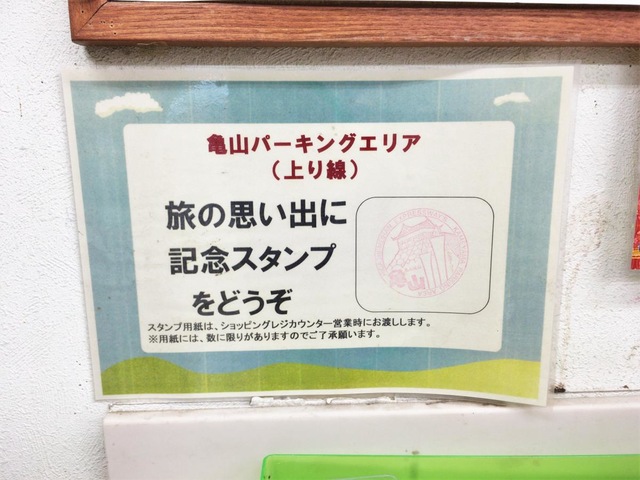 亀山パーキングエリア
（上り線）
旅の思い出に
記念スタンプ
をどうぞ
スタンプ用紙は、ショッピングレジカウンター営業時にお渡しします。
※用紙には、数に限りがありますのでご了承願います。
亀山